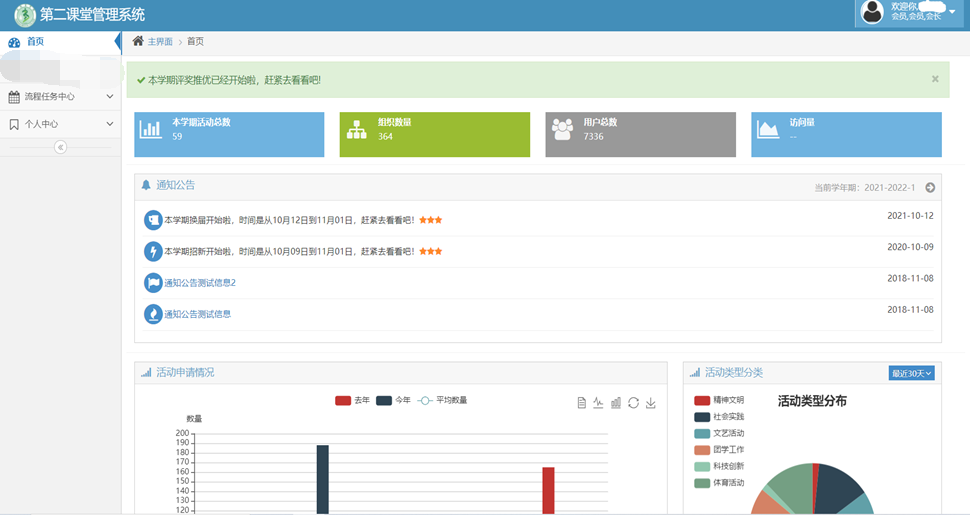 第二课堂管理系统
欢迎你,
会员,会员,会长
首页
主界面 > 首页
流程任务中心
个人中心
本学期评奖推优已经开始啦，赶紧去看看吧!
×
本学期活动总数
59
组织数量
364
用户总数
7336
访问量
--
通知公告
当前学年期：2021-2022-1
本学期换届开始啦，时间是从10月12日到11月01日，赶紧去看看吧! ★★★
2021-10-12
本学期招新开始啦，时间是从10月09日到11月01日，赶紧去看看吧! ★★★
2020-10-09
通知公告测试信息2
2018-11-08
通知公告测试信息
2018-11-08
活动申请情况
去年 今年 平均数量
数量
200
190
180
170
160
150
140
130
120
活动类型分类
最近30天
活动类型分布
精神文明
社会实践
文艺活动
团学工作
科技创新
体育活动